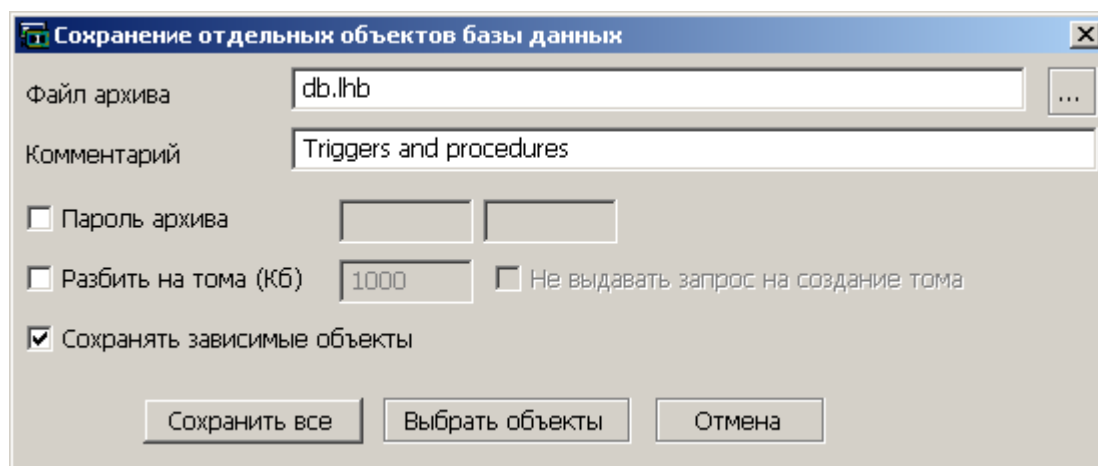 Сохранение отдельных объектов базы данных
Файл архива db.lhb ...
Комментарий Triggers and procedures
Пароль архива
Разбить на тома (Кб) 1000 Не выдавать запрос на создание тома
Сохранять зависимые объекты
Сохранить все Выбрать объекты Отмена